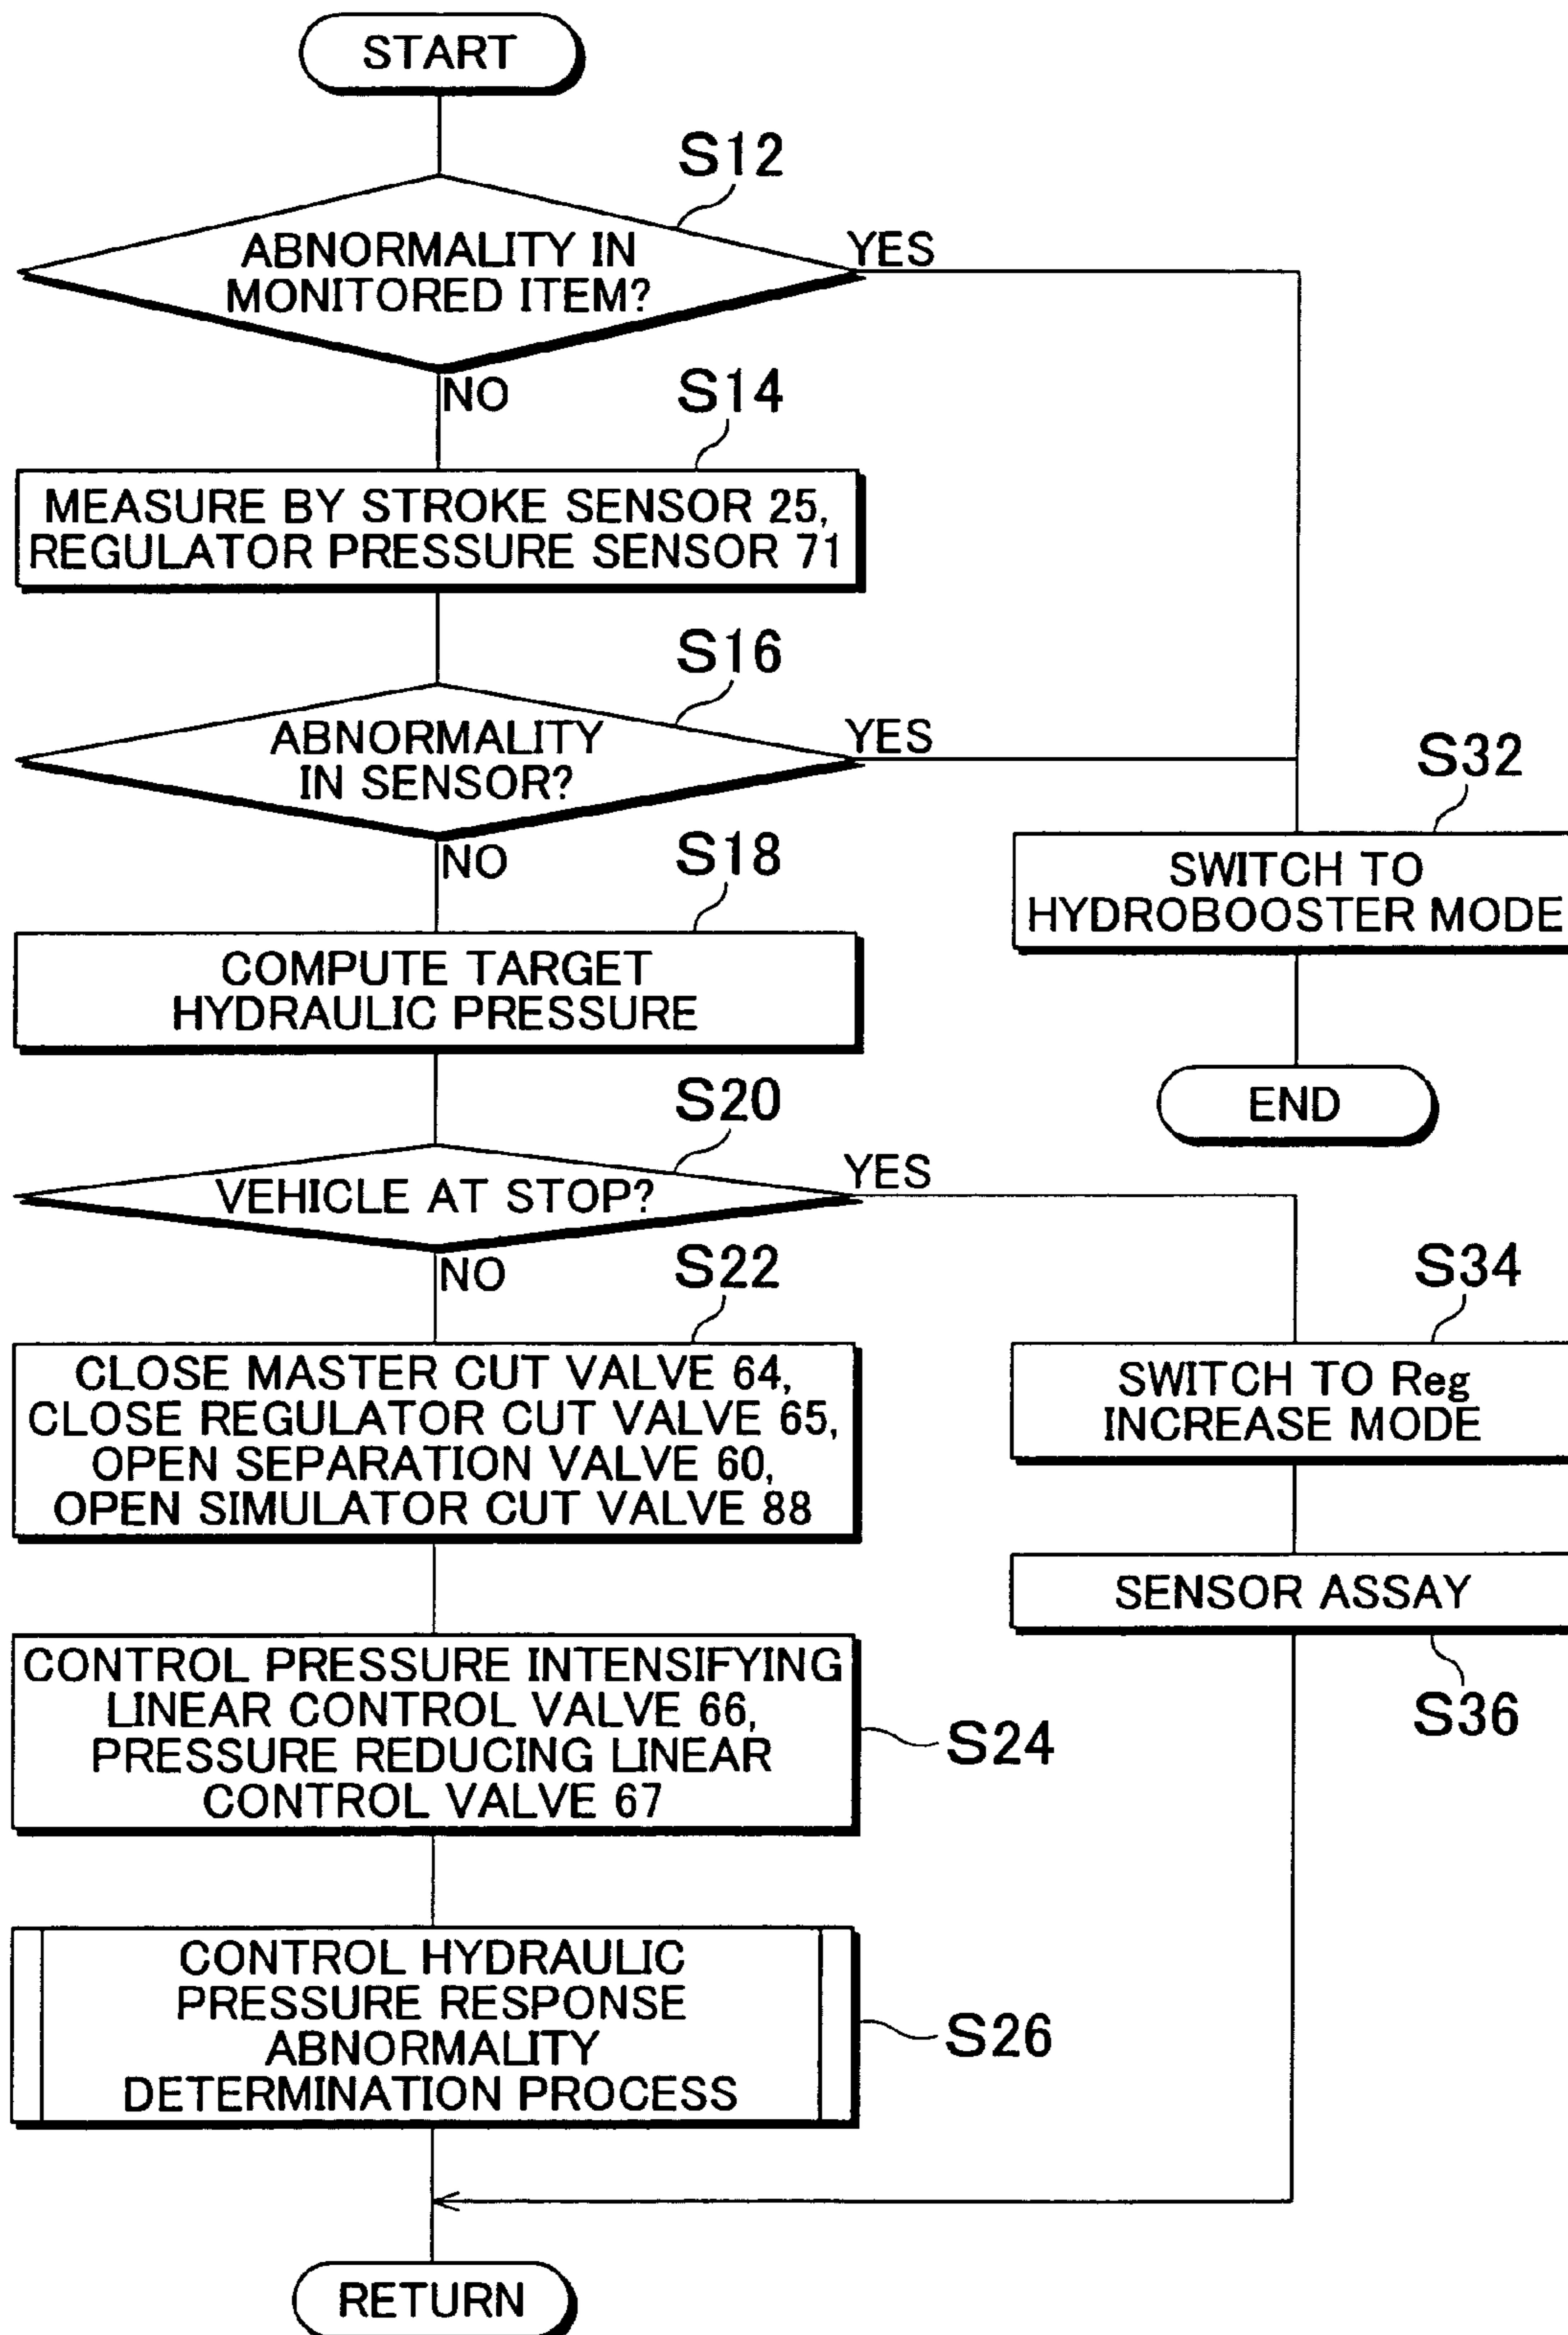 START
S12
ABNORMALITY IN
MONITORED ITEM?
YES
NO
S14
MEASURE BY STROKE SENSOR 25,
REGULATOR PRESSURE SENSOR 71
S16
ABNORMALITY
IN SENSOR?
YES
NO
S32
SWITCH TO
HYDROBOOSTER MODE
END
S18
COMPUTE TARGET
HYDRAULIC PRESSURE
S20
VEHICLE AT STOP?
YES
NO
S22
CLOSE MASTER CUT VALVE 64,
CLOSE REGULATOR CUT VALVE 65,
OPEN SEPARATION VALVE 60,
OPEN SIMULATOR CUT VALVE 88
S34
SWITCH TO Reg
INCREASE MODE
SENSOR ASSAY
S36
CONTROL PRESSURE INTENSIFYING
LINEAR CONTROL VALVE 66,
PRESSURE REDUCING LINEAR
CONTROL VALVE 67
S24
CONTROL HYDRAULIC
PRESSURE RESPONSE
ABNORMALITY
DETERMINATION PROCESS
S26
RETURN